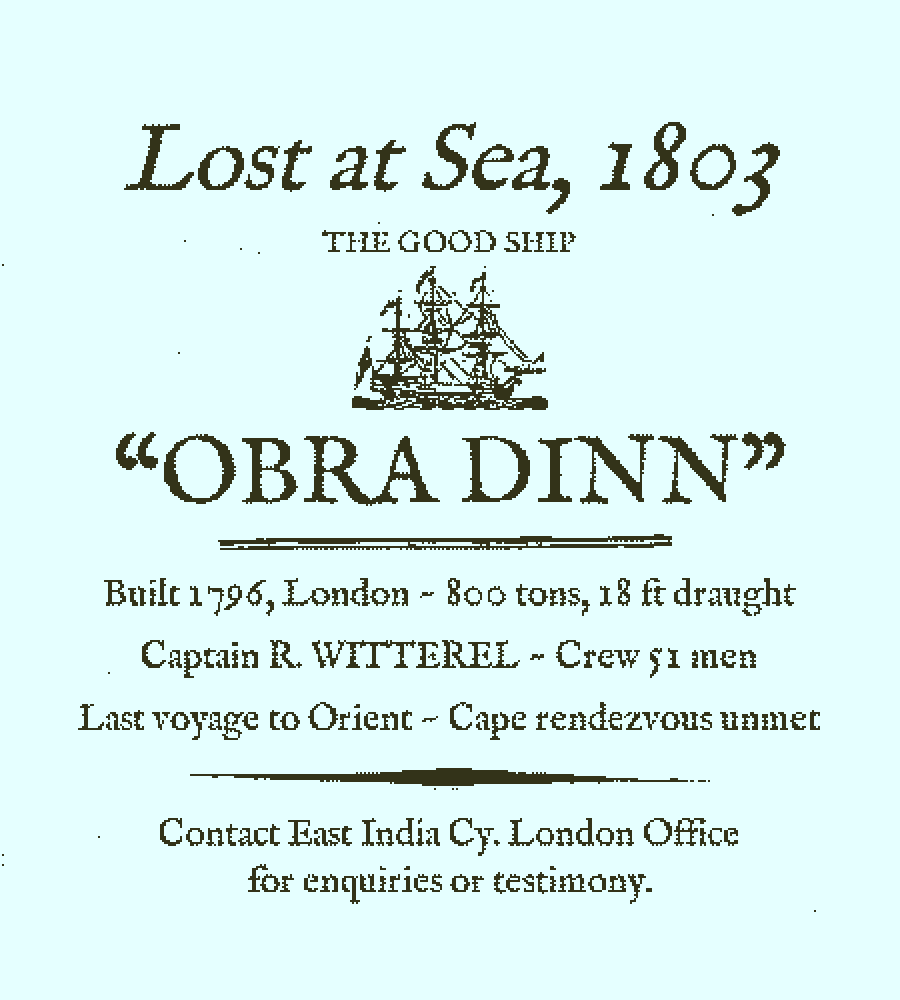 Lost at Sea, 1803
THE GOOD SHIP
“OBRA DINN”
Built 1796, London ~ 800 tons, 18 ft draught
Captain R. WITTEREL ~ Crew 51 men
Last voyage to Orient ~ Cape rendezvous unmet
Contact East India Cy. London Office
for enquiries or testimony.